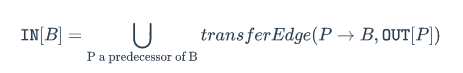 IN[B] = ⋃ transferEdge(P → B, OUT[P])
P a predecessor of B